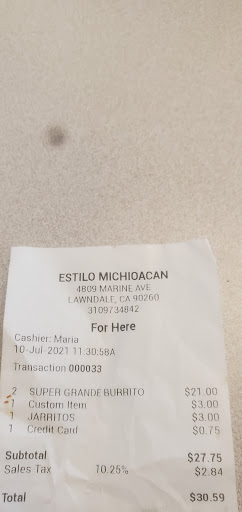 ESTILO MICHIOACAN
4809 MARINE AVE
LAWNDALE, CA 90260
3109734842
For Here
Cashier: Maria
10-Jul-2021 11:30:58A
Transaction 000033
2 SUPER GRANDE BURRITO $21.00
1 Custom Item $3.00
1 JARRITOS $3.00
1 Credit Card $0.75
Subtotal $27.75
Sales Tax 10.25% $2.84
Total $30.59